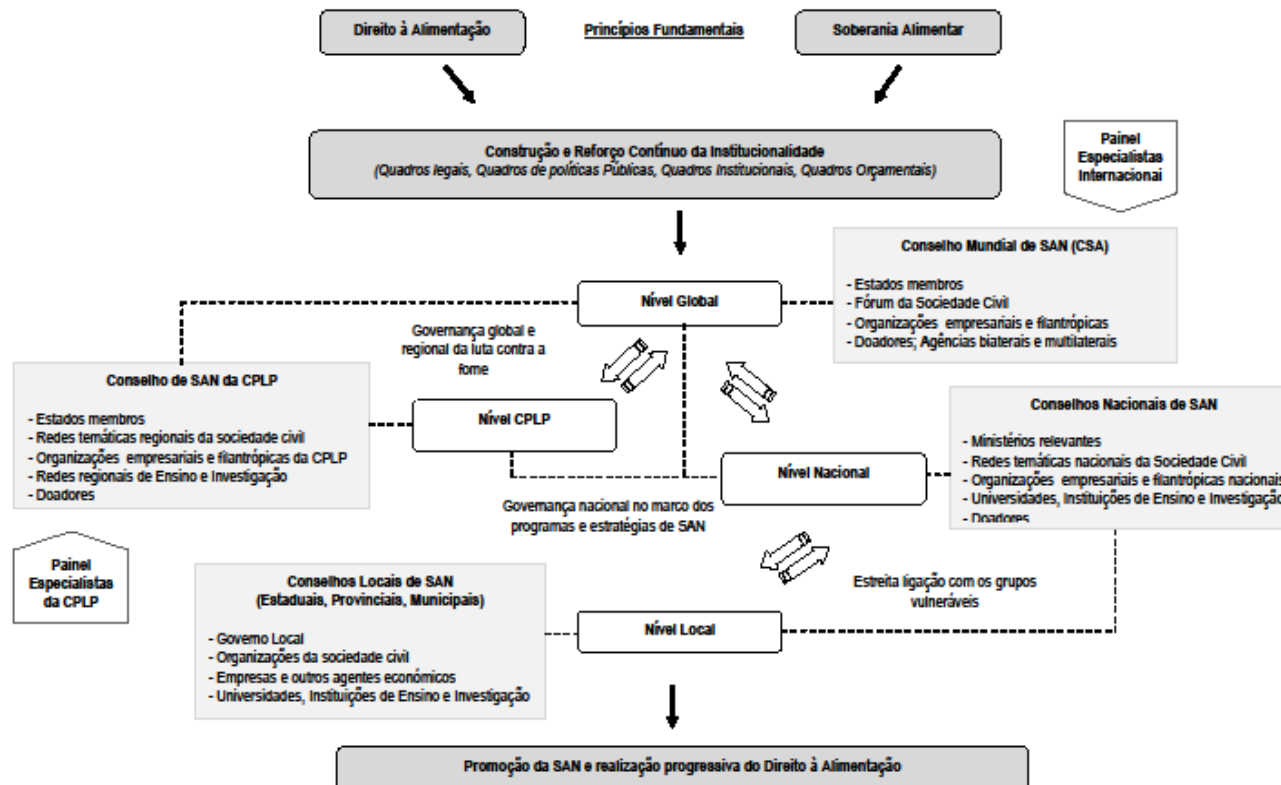 Direito à Alimentação
Princípios Fundamentais
Soberania Alimentar
Construção e Reforço Contínuo da Institucionalidade
(Quadros legais, Quadros de políticas Públicas, Quadros Institucionais, Quadros Orçamentais)
Painel
Especialistas
Internacionai
Conselho Mundial de SAN (CSA)
- Estados membros
- Fórum da Sociedade Civil
- Organizações empresariais e filantrópicas
- Doadores; Agências biaterais e multilaterais
Nível Global
Governança global e
regional da luta contra a
fome
Conselho de SAN da CPLP
- Estados membros
- Redes temáticas regionais da sociedade civil
- Organizações empresariais e filantrópicas da CPLP
- Redes regionais de Ensino e Investigação
- Doadores
Nível CPLP
Conselhos Nacionais de SAN
- Ministérios relevantes
- Redes temáticas nacionais da Sociedade Civil
- Organizações empresariais e filantrópicas nacionais
- Universidades, Instituições de Ensino e Investigação
- Doadores
Nível Nacional
Governança nacional no marco dos
programas e estratégias de SAN
Painel
Especialistas
da CPLP
Conselhos Locais de SAN
(Estaduais, Provinciais, Municipais)
- Governo Local
- Organizações da sociedade civil
- Empresas e outros agentes económicos
- Universidades, Instituições de Ensino e Investigação
Estreita ligação com os grupos
vulneráveis
Nível Local
Promoção da SAN e realização progressiva do Direito à Alimentação